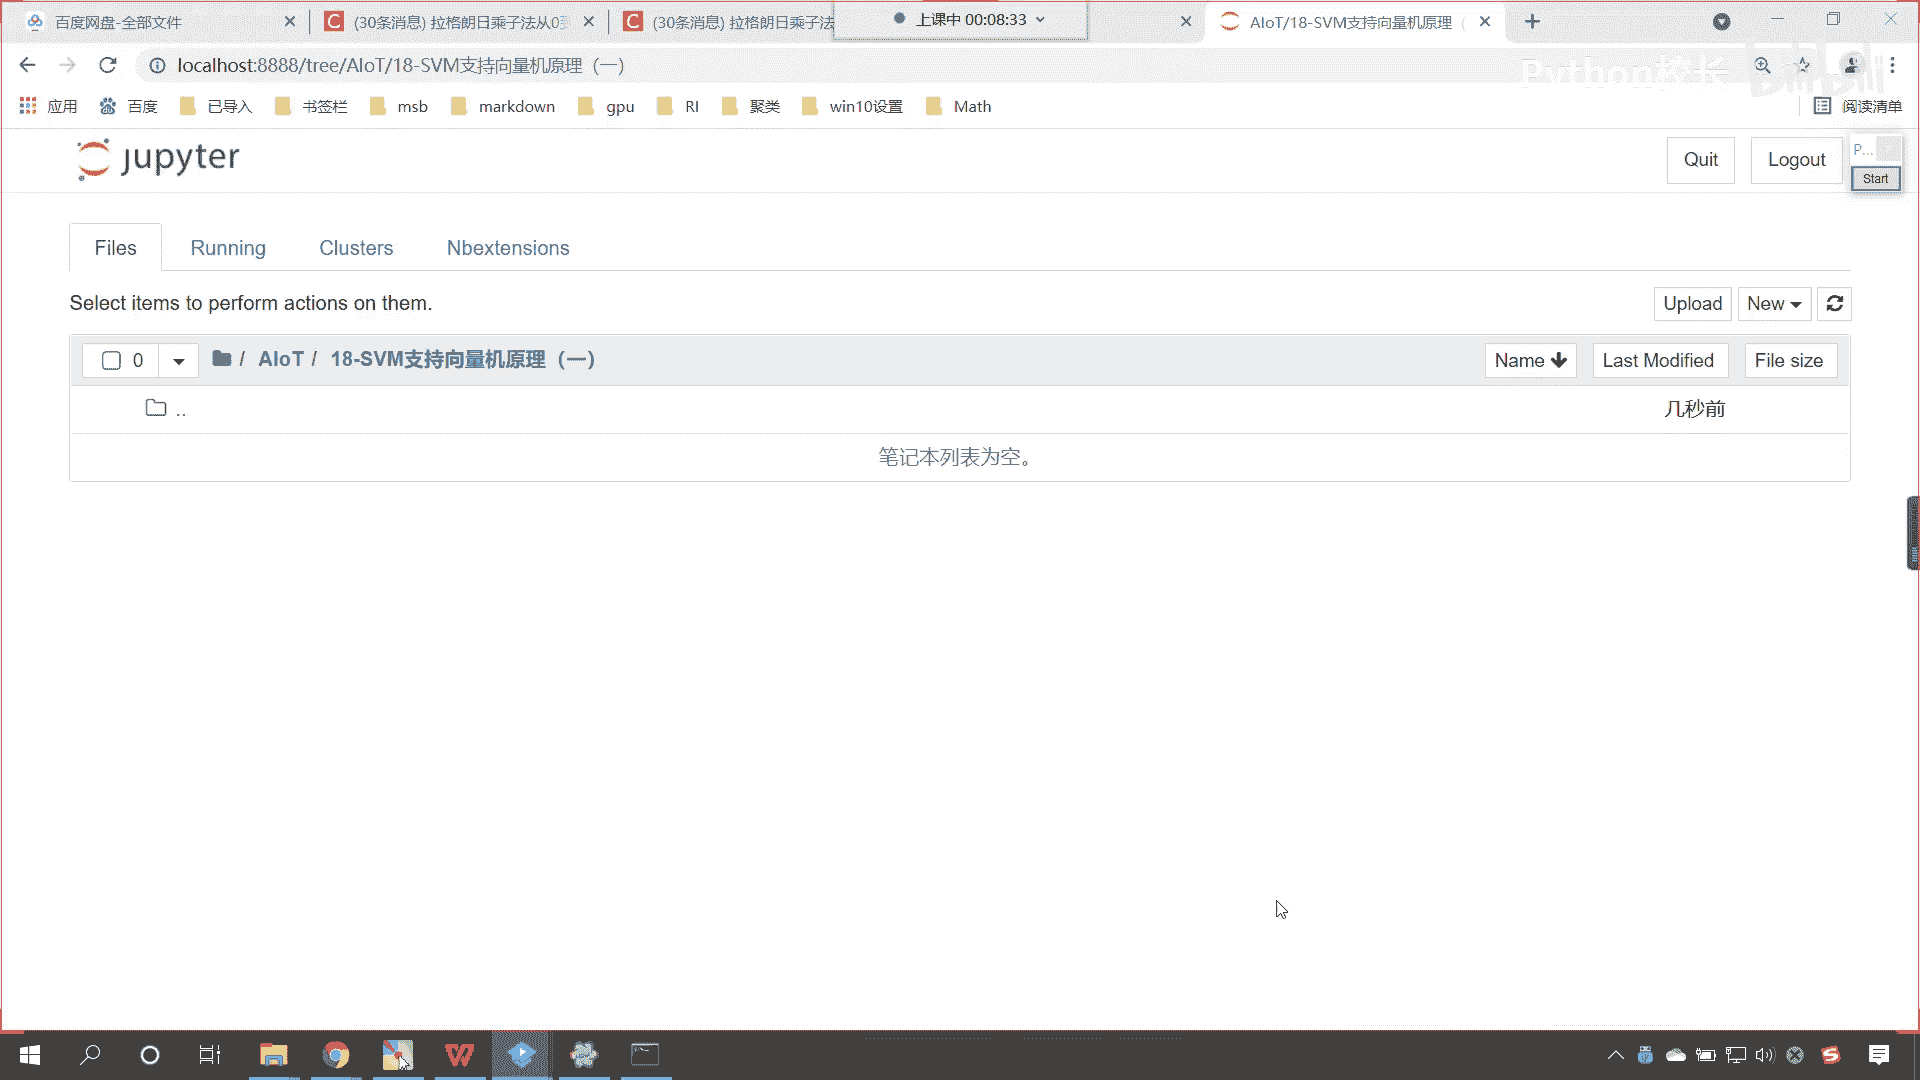 百度网盘-全部文件
(30条消息) 拉格朗日乘子法从0到
(30条消息) 拉格朗日乘子法
上课中 00:08:33
AIoT/18-SVM支持向量机原理（
localhost:8888/tree/AIoT/18-SVM支持向量机原理（一）
Python校长
bilibili
应用
百度
已导入
书签栏
msb
markdown
gpu
RI
聚类
win10设置
Math
阅读清单
jupyter
Quit
Logout
P...
Start
Files
Running
Clusters
Nbextensions
Select items to perform actions on them.
Upload
New
0
/ AIoT / 18-SVM支持向量机原理（一）
Name
Last Modified
File size
..
几秒前
笔记本列表为空。